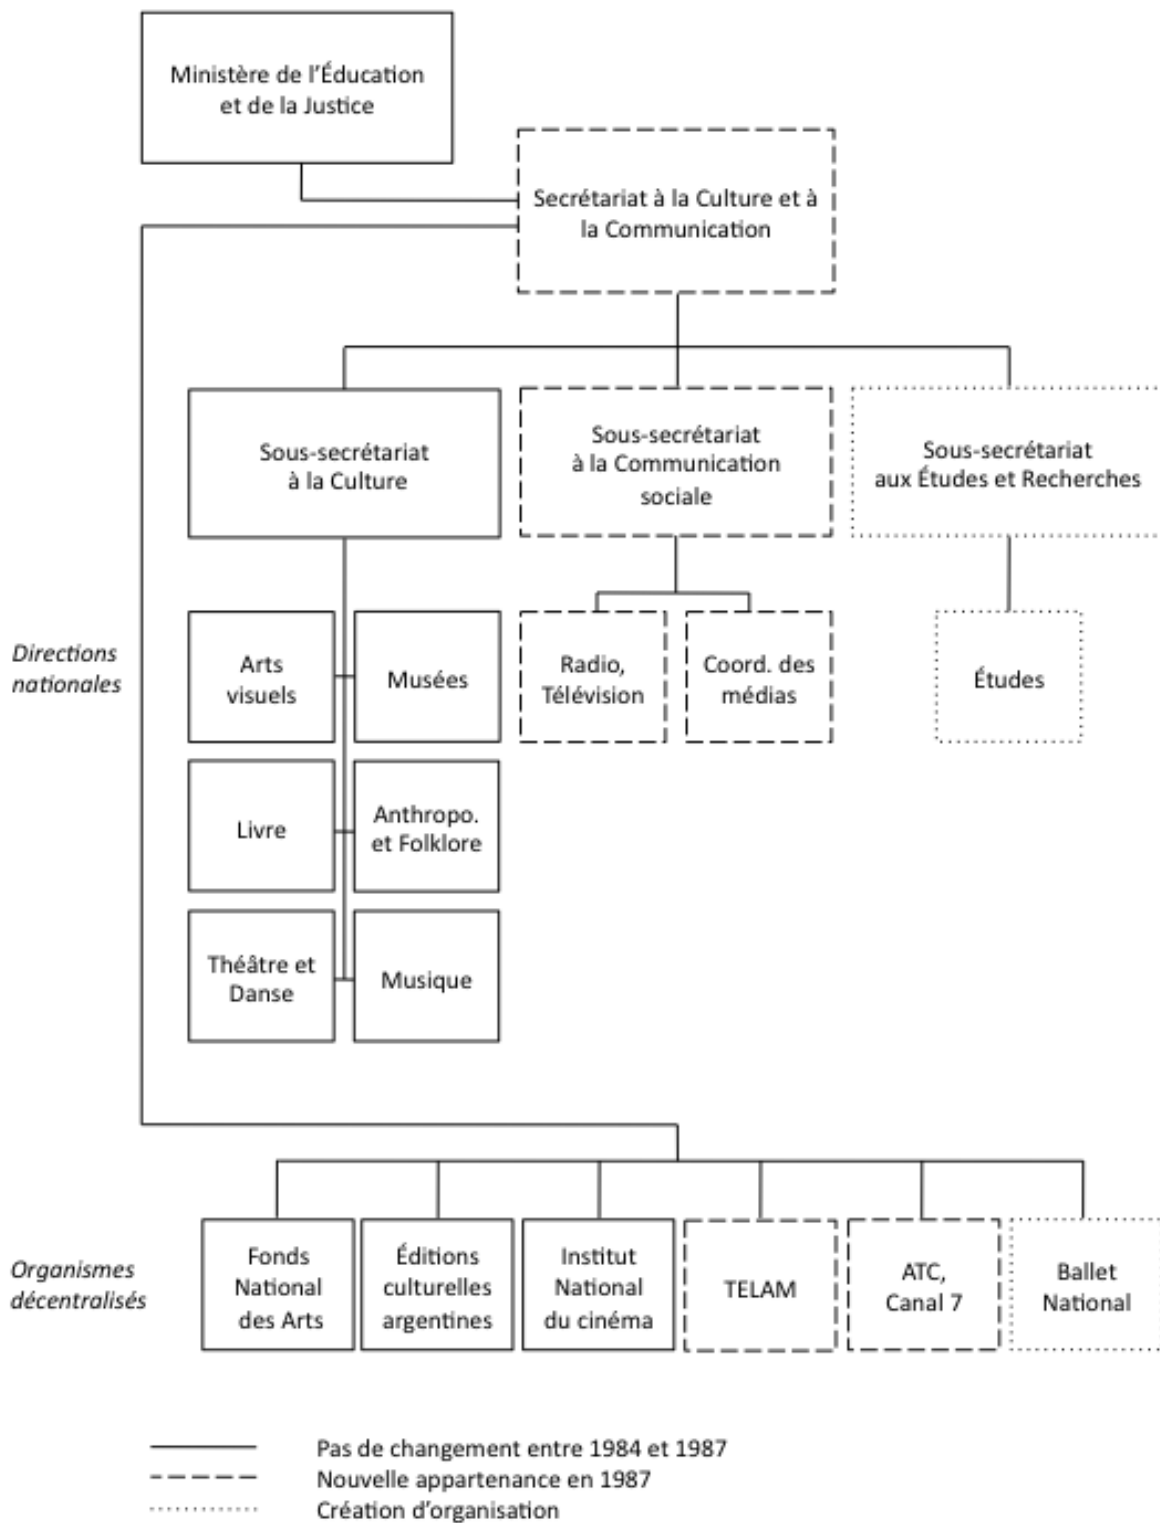 Ministère de l'Éducation
et de la Justice
Secrétariat à la Culture et à
la Communication
Sous-secrétariat
à la Culture
Sous-secrétariat
à la Communication
sociale
Sous-secrétariat
aux Études et Recherches
Directions
nationales
Arts
visuels
Musées
Radio,
Télévision
Coord. des
médias
Études
Livre
Anthropo.
et Folklore
Théâtre et
Danse
Musique
Organismes
décentralisés
Fonds
National
des Arts
Éditions
culturelles
argentines
Institut
National
du cinéma
TELAM
ATC,
Canal 7
Ballet
National
Pas de changement entre 1984 et 1987
Nouvelle appartenance en 1987
Création d'organisation